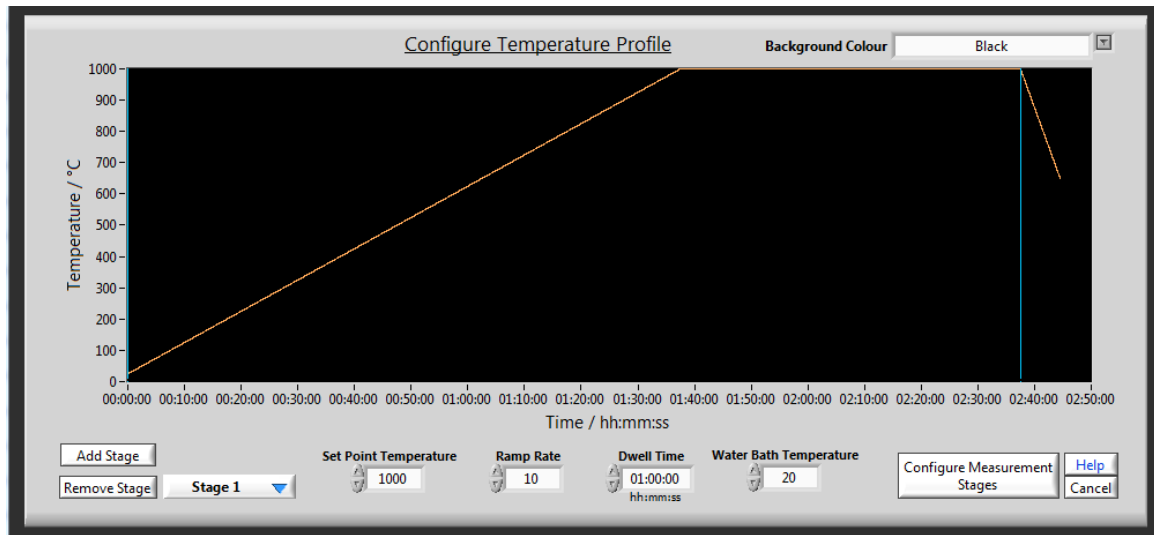 Configure Temperature Profile
Background Colour
Black
Temperature / °C
1000
900
800
700
600
500
400
300
200
100
0
00:00:00 00:10:00 00:20:00 00:30:00 00:40:00 00:50:00 01:00:00 01:10:00 01:20:00 01:30:00 01:40:00 01:50:00 02:00:00 02:10:00 02:20:00 02:30:00 02:40:00 02:50:00
Time / hh:mm:ss
Add Stage
Remove Stage
Stage 1
Set Point Temperature
1000
Ramp Rate
10
Dwell Time
01:00:00
hh:mm:ss
Water Bath Temperature
20
Configure Measurement
Stages
Help
Cancel